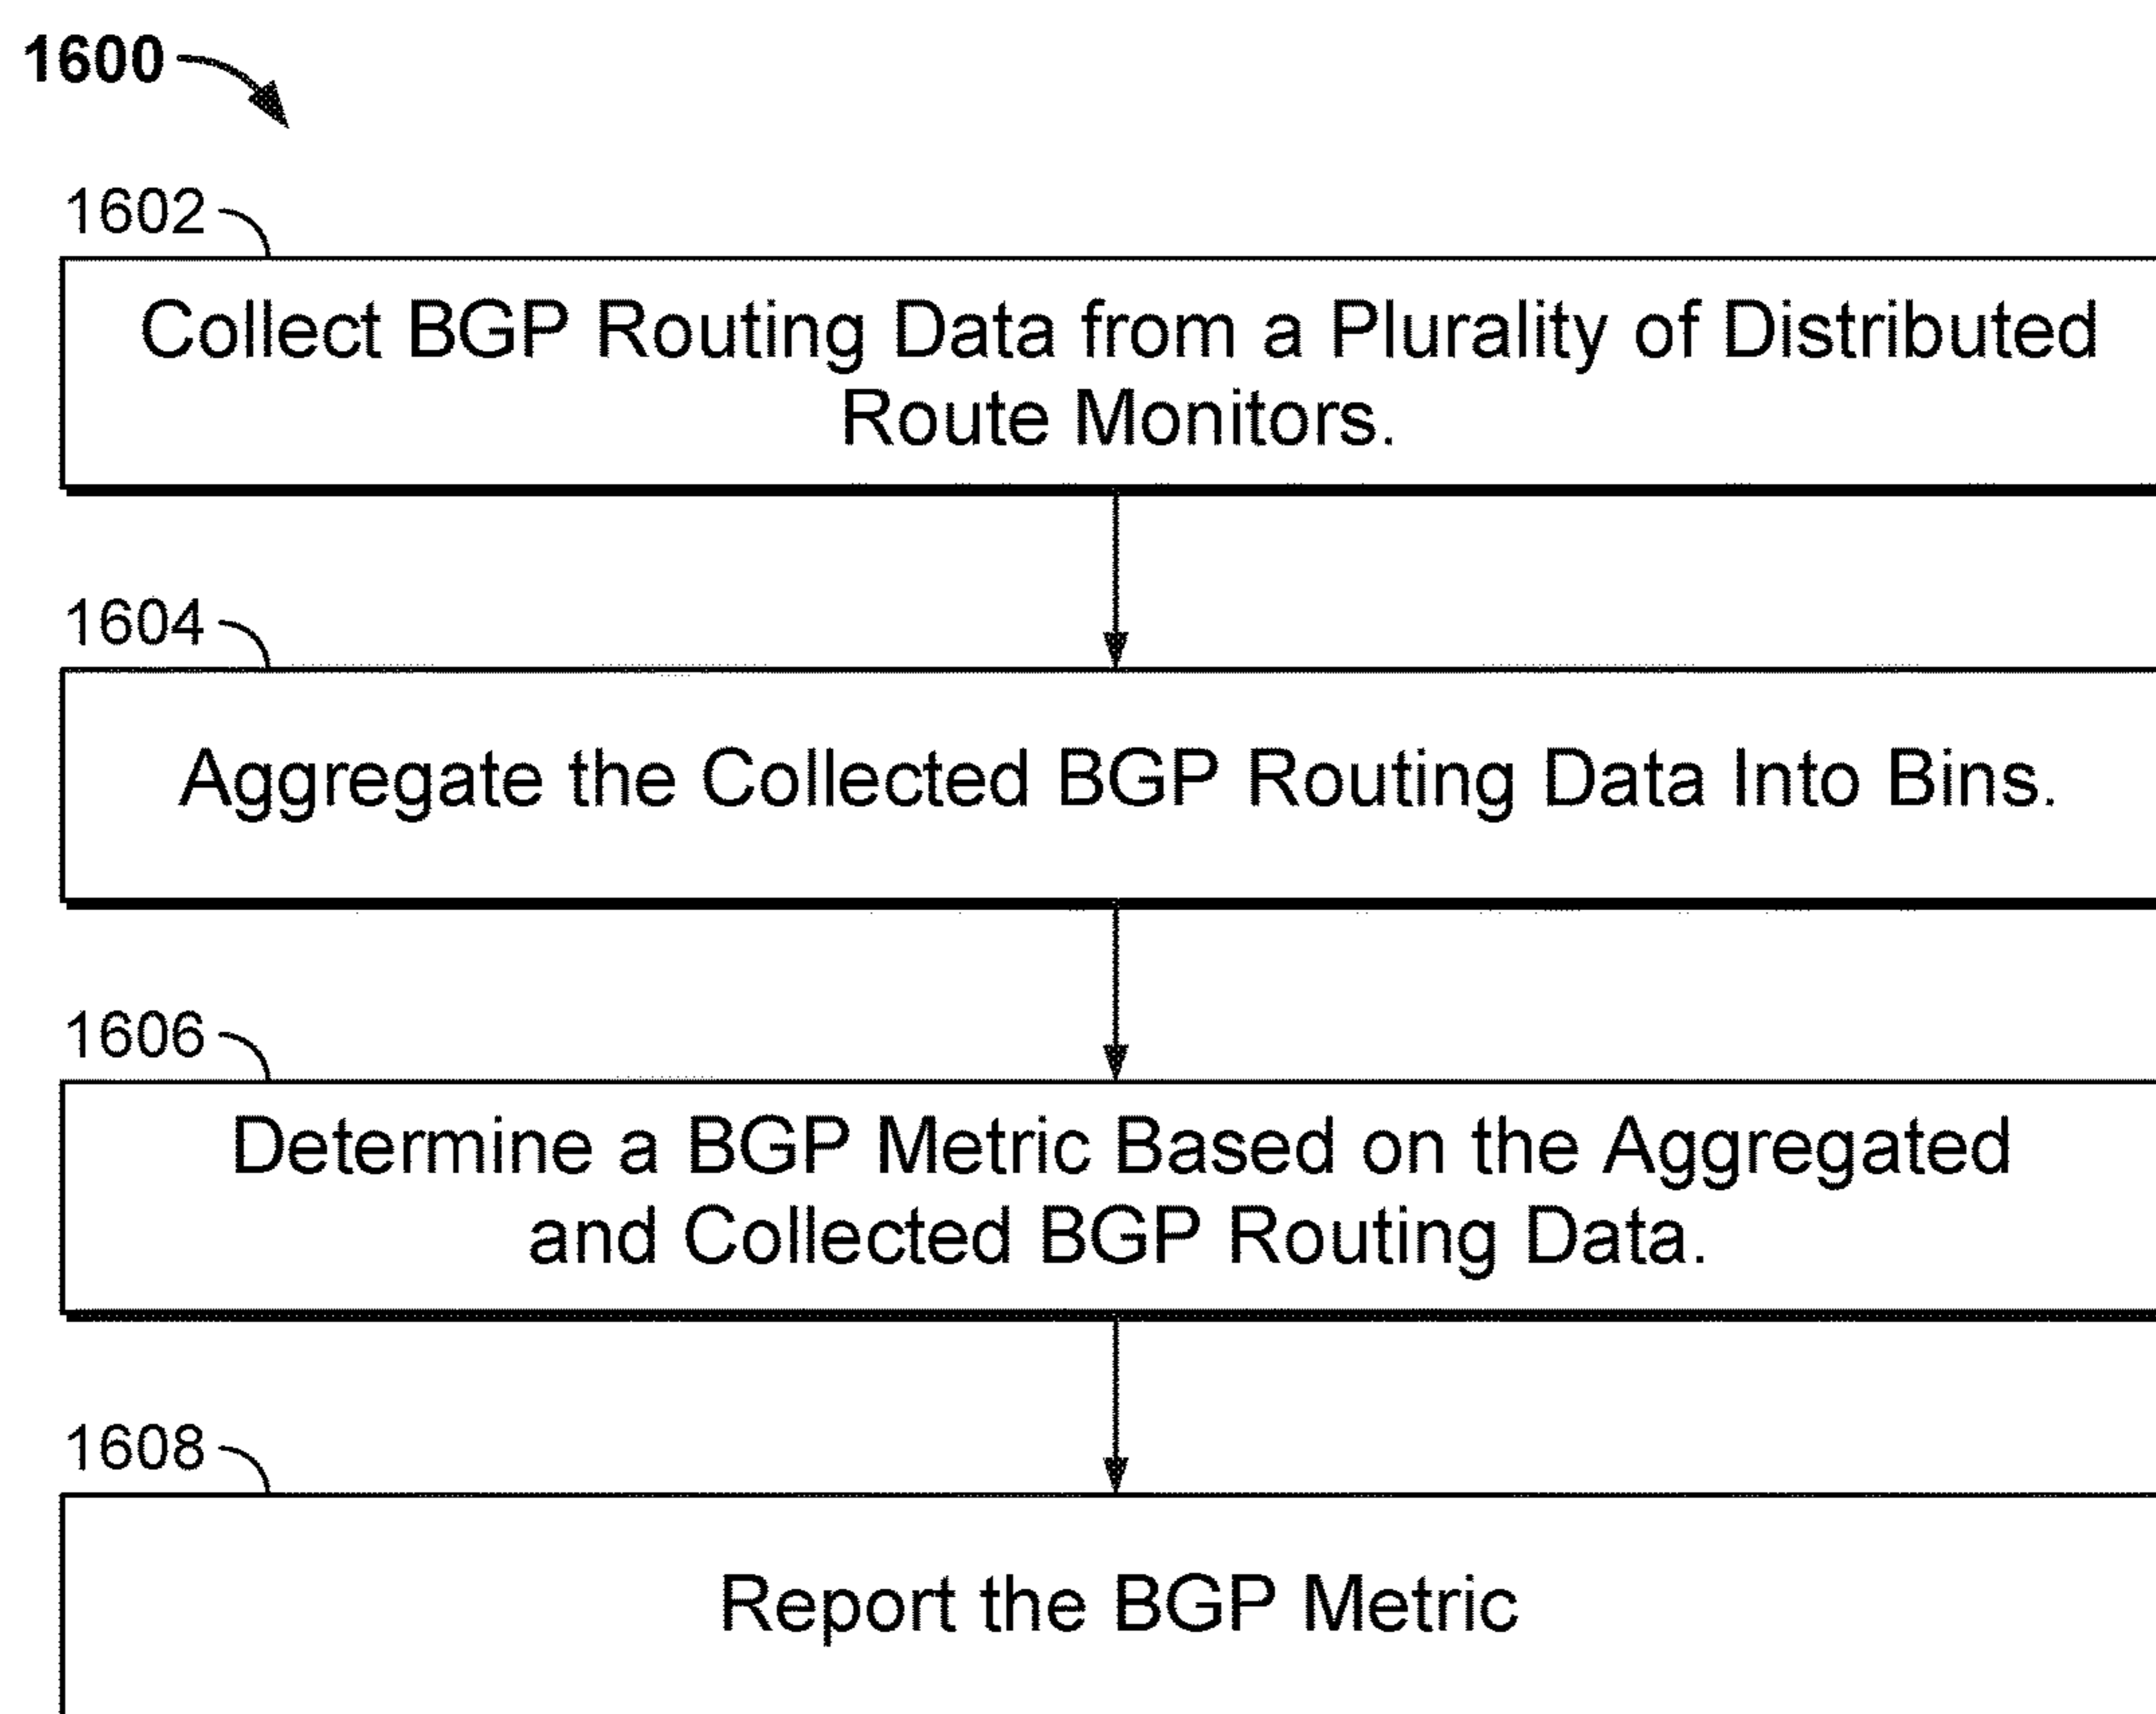 1600
1602
Collect BGP Routing Data from a Plurality of Distributed
Route Monitors.
1604
Aggregate the Collected BGP Routing Data Into Bins.
1606
Determine a BGP Metric Based on the Aggregated
and Collected BGP Routing Data.
1608
Report the BGP Metric